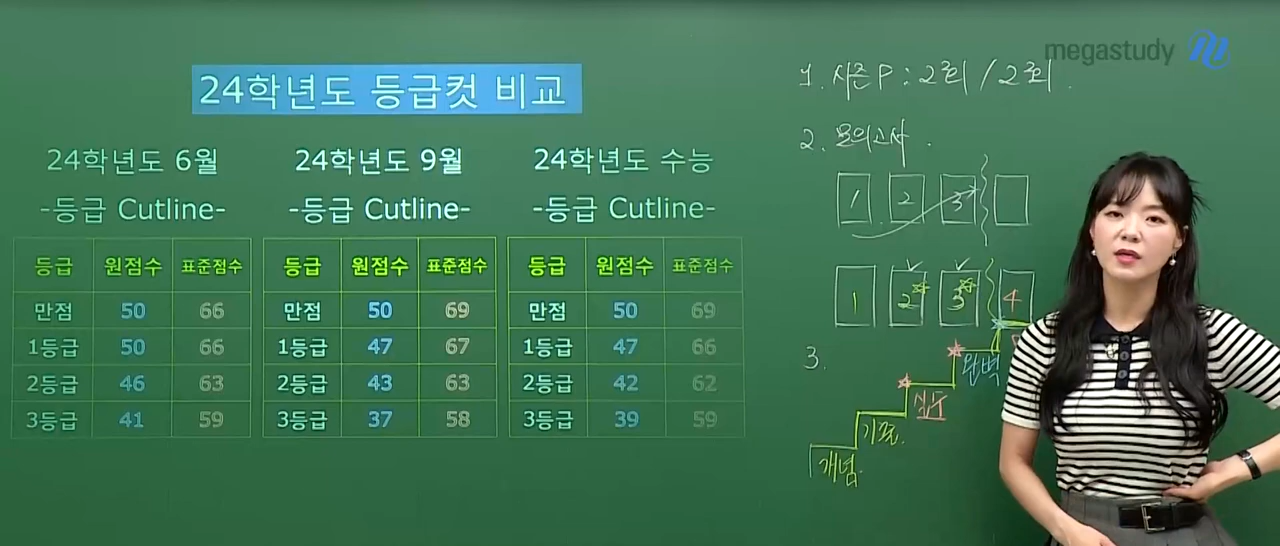 megastudy
24학년도 등급컷 비교
24학년도 6월
-등급 Cutline-
등급 원점수 표준점수
만점 50 66
1등급 50 66
2등급 46 63
3등급 41 59
24학년도 9월
-등급 Cutline-
등급 원점수 표준점수
만점 50 69
1등급 47 67
2등급 43 63
3등급 37 58
24학년도 수능
-등급 Cutline-
등급 원점수 표준점수
만점 50 69
1등급 47 66
2등급 42 62
3등급 39 59
1. 시즌 P : 2회 / 2회.
2. 모의고사.
1 2 3
1 2 3 4
3.
완벽
실수
기출.
개념.